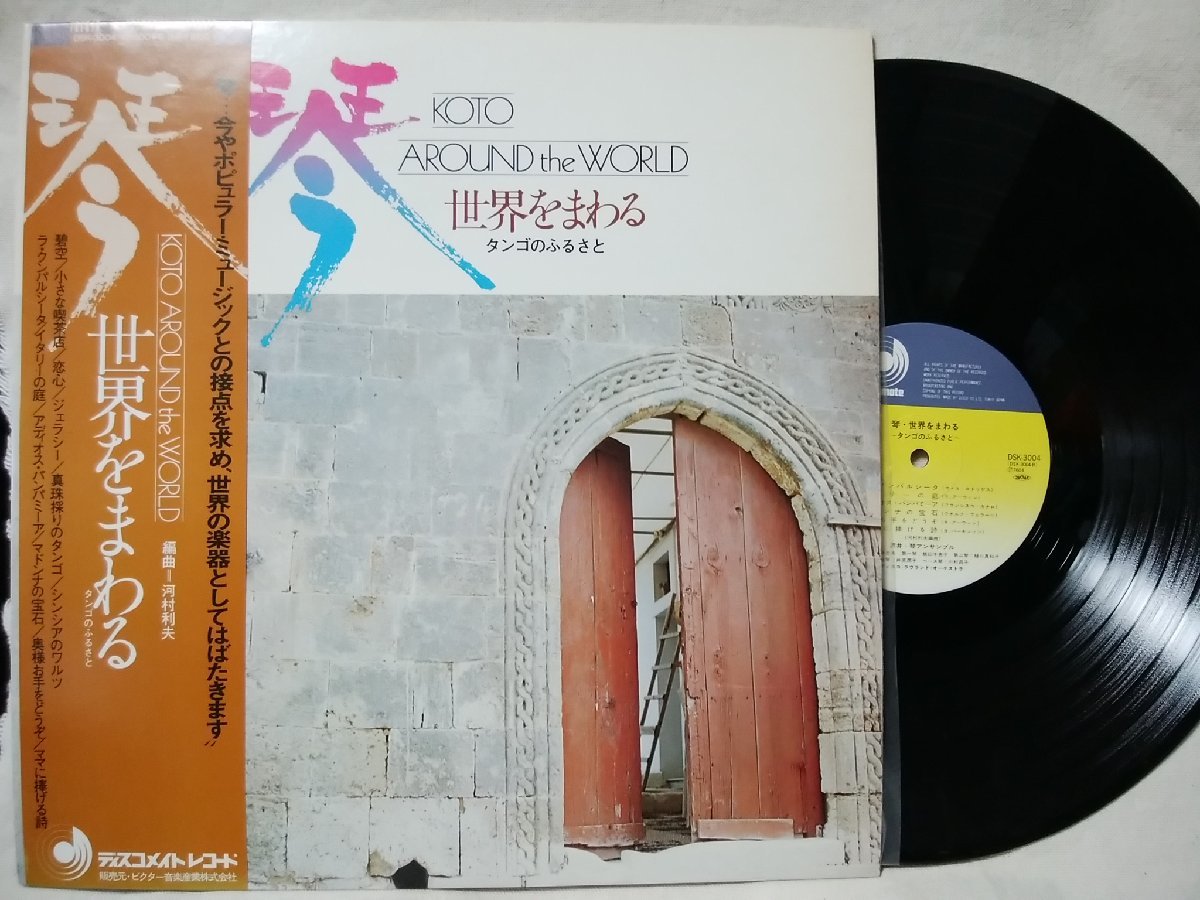 琴
KOTO AROUND the WORLD
世界をまわる
タンゴのふるさと
編曲=河村利夫
今やポピュラー・ミュージックとの接点を求め、世界の楽器としてはばたきます〟
碧空/小さな喫茶店/恋心/ジェラシー/真珠採りのタンゴ/シンシアのワルツ
ラ・クンパルシータ/イタリーの庭/アディオス・パンパミーア/マドンナの宝石/奥様お手をどうぞ/ママに捧げる詩
ディスコメイトレコード
販売元・ビクター音楽産業株式会社
琴
KOTO
AROUND the WORLD
世界をまわる
タンゴのふるさと
note
琴・世界をまわる
-タンゴのふるさと-
DSK-3004